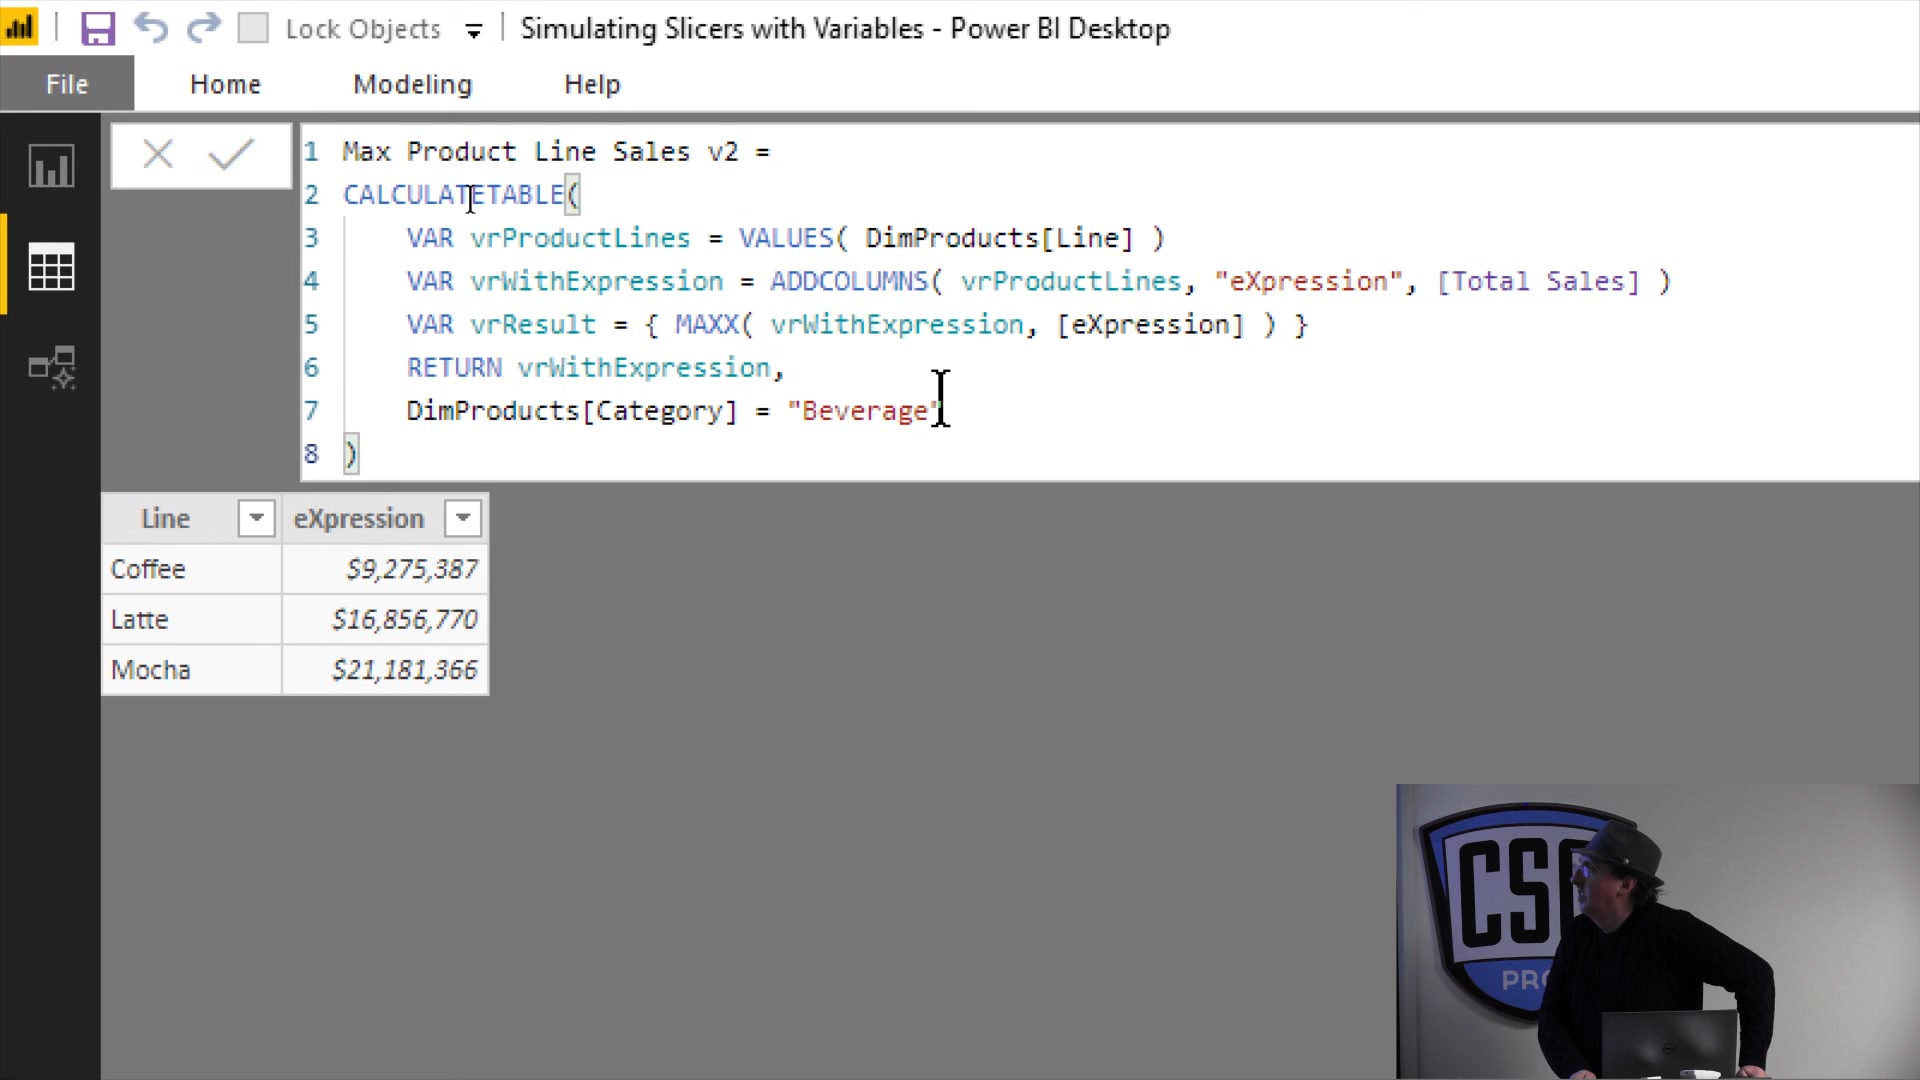 Lock Objects
Simulating Slicers with Variables - Power BI Desktop
File Home Modeling Help
1 Max Product Line Sales v2 =
2 CALCULATETABLE(
3 VAR vrProductLines = VALUES( DimProducts[Line] )
4 VAR vrWithExpression = ADDCOLUMNS( vrProductLines, "eXpression", [Total Sales] )
5 VAR vrResult = { MAXX( vrWithExpression, [eXpression] ) }
6 RETURN vrWithExpression,
7 DimProducts[Category] = "Beverage"
8 )
Line eXpression
Coffee $9,275,387
Latte $16,856,770
Mocha $21,181,366
CS
PR